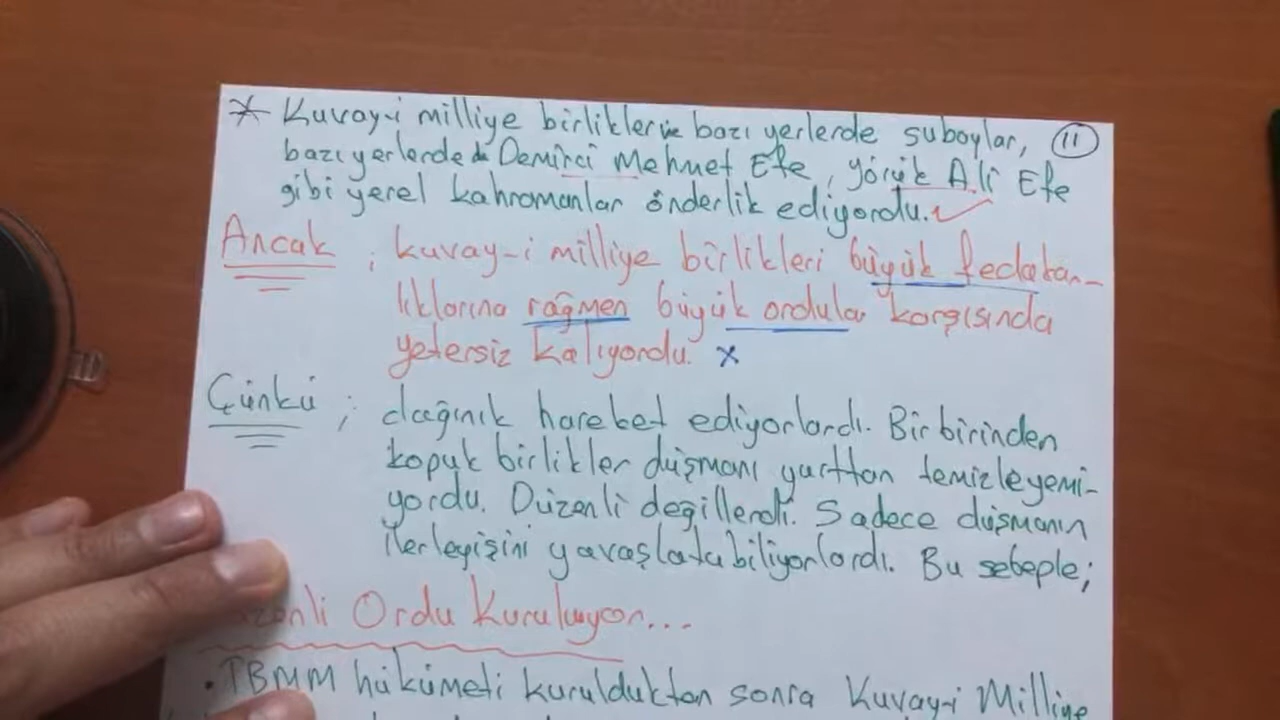 * Kuvay-i milliye birliklerine bazı yerlerde subaylar, 11
bazı yerlerde de Demirci Mehmet Efe, yörük Ali Efe
gibi yerel kahramanlar önderlik ediyordu.
Ancak ; kuvay-i milliye birlikleri büyük fedakar-
lıklarına rağmen büyük ordular karşısında
yetersiz kalıyordu. x
Çünkü ; dağınık hareket ediyorlardı. Birbirinden
kopuk birlikler düşmanı yurttan temizleyemi-
yordu. Düzenli değillerdi. Sadece düşmanın
ilerleyişini yavaşlatabiliyorlardı. Bu sebeple;
Ordu Kuruluyor...
• TBMM hükümeti kurulduktan sonra Kuvay-i Milliye